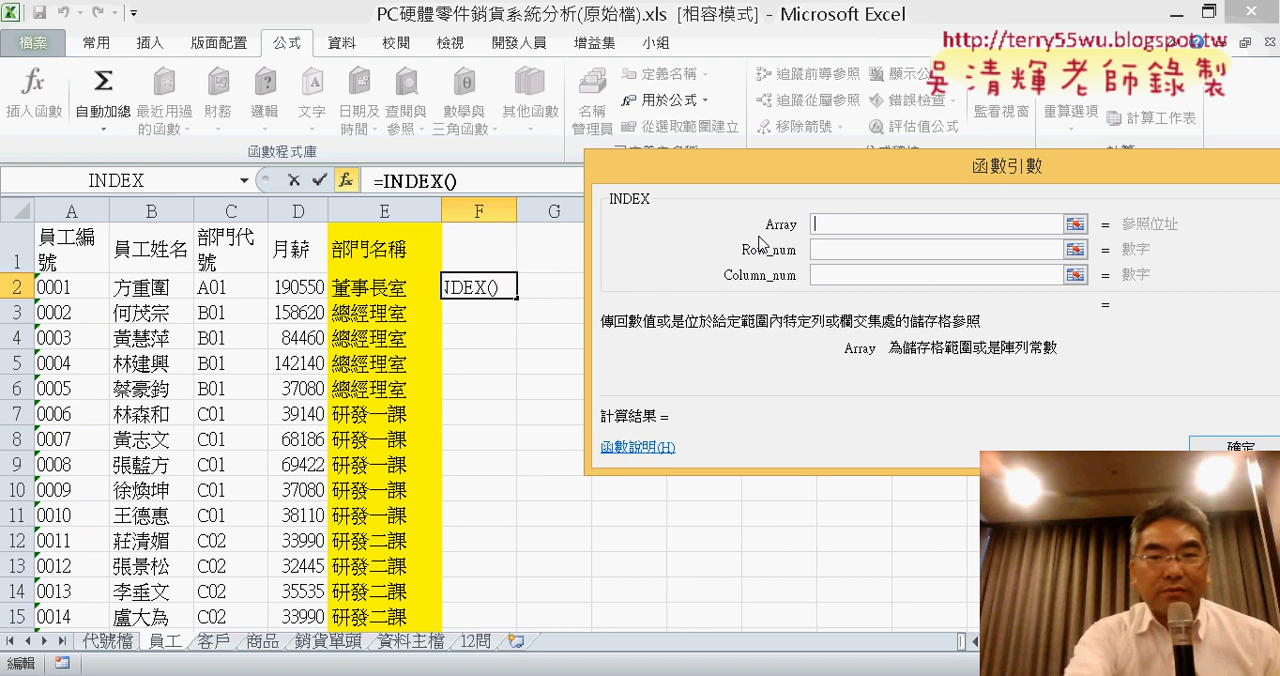 PC硬體零件銷貨系統分析(原始檔).xls [相容模式] - Microsoft Excel
檔案 常用 插入 版面配置 公式 資料 校閱 檢視 開發人員 增益集 小組
http://terry55wu.blogspot.tw
吳清輝老師錄製
插入函數 自動加總 最近用過的函數 財務 邏輯 文字 日期及時間 查閱與參照 數學與三角函數 其他函數 名稱管理員
定義名稱 用於公式 從選取範圍建立
追蹤前導參照 追蹤從屬參照 移除箭號
錯誤檢查 評估值公式 監看視窗 重算選項 計算工作表
函數程式庫
INDEX =INDEX()
A B C D E F G
1 員工編號 員工姓名 部門代號 月薪 部門名稱
2 0001 方重圍 A01 190550 董事長室 NDEX()
3 0002 何茂宗 B01 158620 總經理室
4 0003 黃慧萍 B01 84460 總經理室
5 0004 林建興 B01 142140 總經理室
6 0005 蔡豪鈞 B01 37080 總經理室
7 0006 林森和 C01 39140 研發一課
8 0007 黃志文 C01 68186 研發一課
9 0008 張藍方 C01 69422 研發一課
10 0009 徐煥坤 C01 37080 研發一課
11 0010 王德惠 C01 38110 研發一課
12 0011 莊清媚 C02 33990 研發二課
13 0012 張景松 C02 32445 研發二課
14 0013 李垂文 C02 35535 研發二課
15 0014 盧大為 C02 33990 研發二課
函數引數
INDEX
Array = 參照位址
Row_num = 數字
Column_num = 數字
=
傳回數值或是位於給定範圍內特定列或欄交集處的儲存格參照
Array 為儲存格範圍或是陣列常數
計算結果 =
函數說明(H)
確定
代號檔 員工 客戶 商品 銷貨單頭 資料主檔 12問
編輯